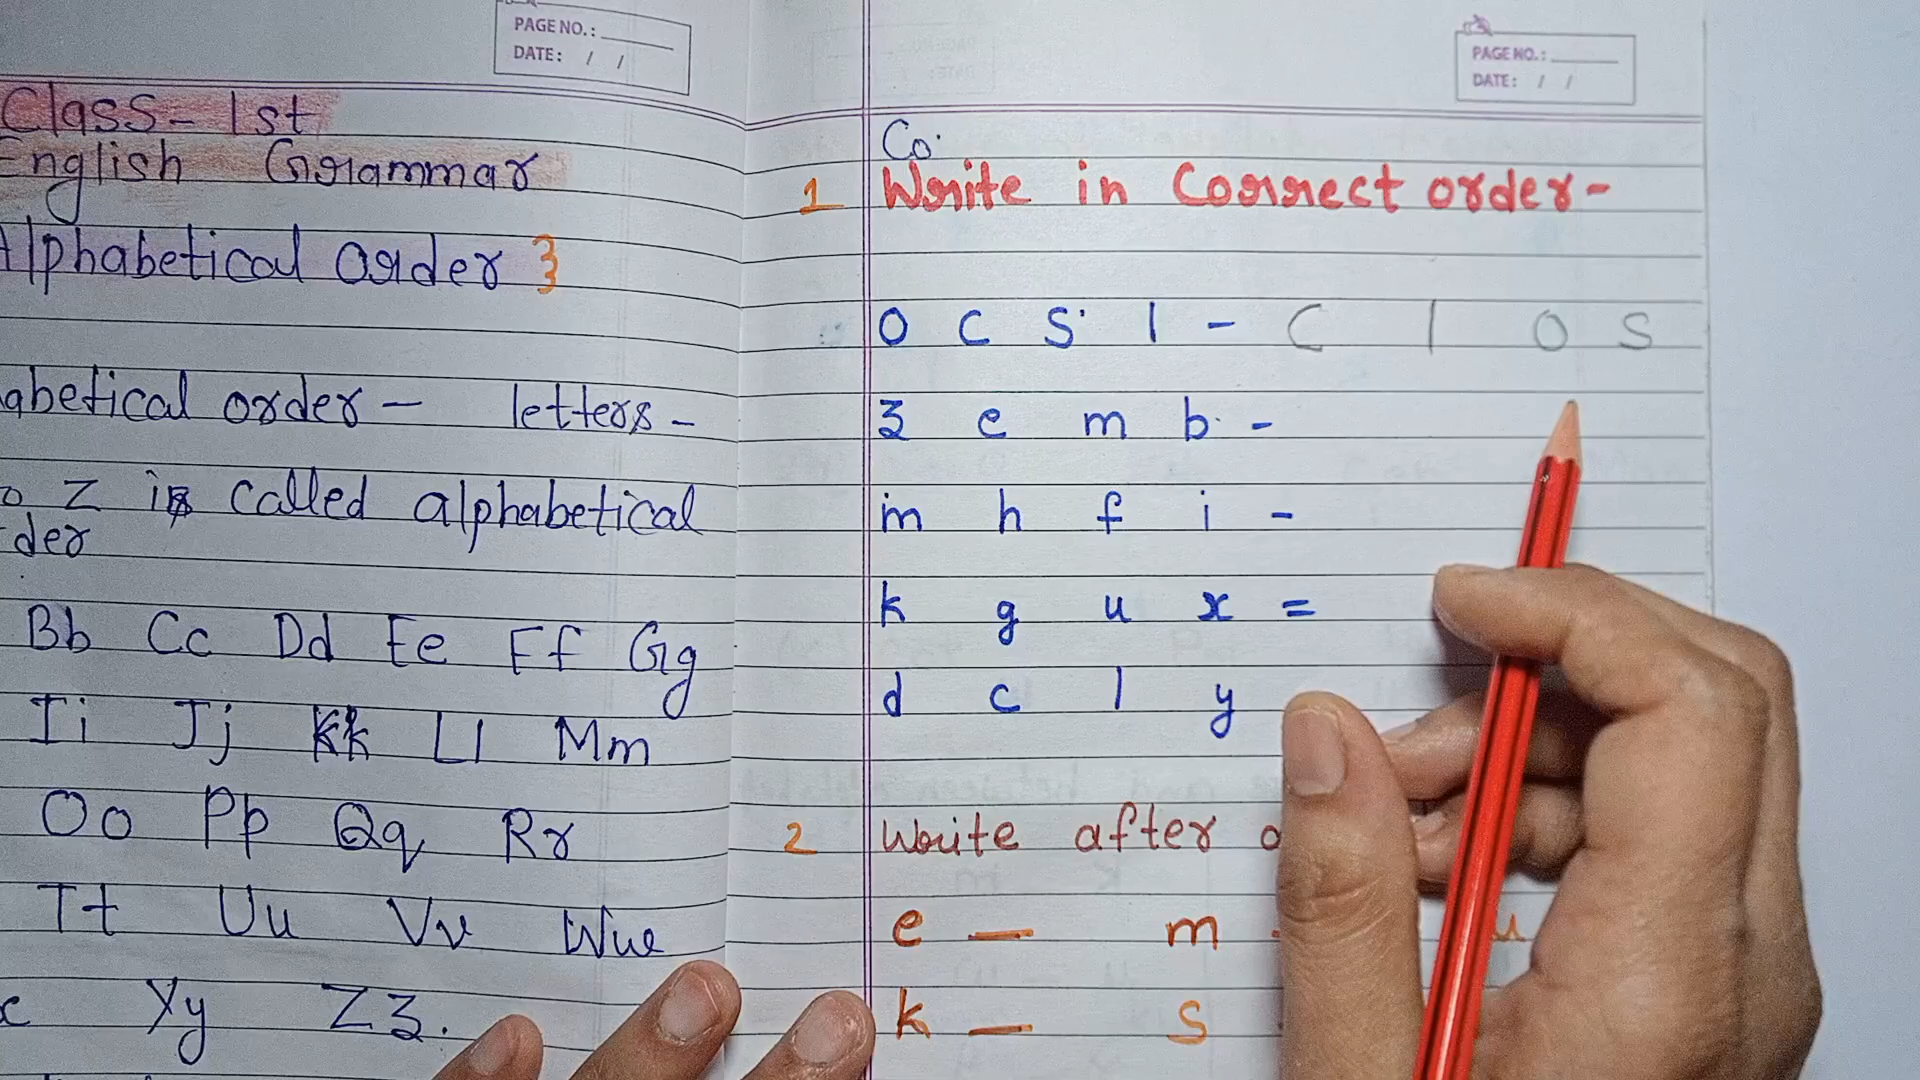 PAGE NO.:
DATE: / /
Class - 1st
English Grammar
Alphabetical Order }
abetical order - letters -
o Z is called alphabetical
der
Bb Cc Dd Ee Ff Gg
Ii Jj Kk Ll Mm
Oo Pp Qq Rr
Tt Uu Vv Ww
Xy Zz.
PAGE NO.:
DATE: / /
Co.
1 Write in Correct order -
o c s l - c l o s
z e m b -
m h f i -
k g u x =
d c l y
2 Write after
e — m u
k — s